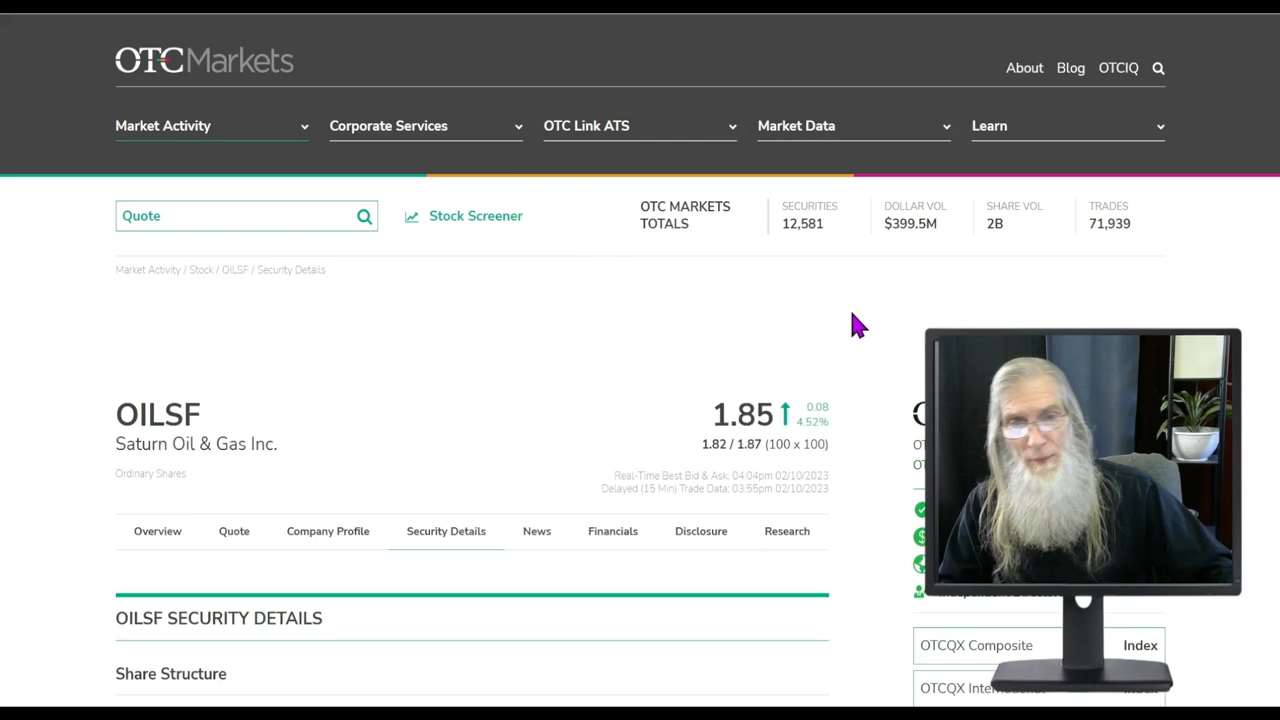 OTCMarkets
About Blog OTCIQ
Market Activity Corporate Services OTC Link ATS Market Data Learn
Quote Stock Screener
OTC MARKETS TOTALS
SECURITIES DOLLAR VOL SHARE VOL TRADES
12,581 $399.5M 2B 71,939
Market Activity / Stock / OILSF / Security Details
OILSF
1.85
0.08
4.52%
Saturn Oil & Gas Inc.
1.82 / 1.87 (100 x 100)
Ordinary Shares
Real-Time Best Bid & Ask: 04:04pm 02/10/2023
Delayed (15 Min) Trade Data: 03:55pm 02/10/2023
Overview Quote Company Profile Security Details News Financials Disclosure Research
OILSF SECURITY DETAILS
Share Structure
OTCQX Composite Index
OTCQX